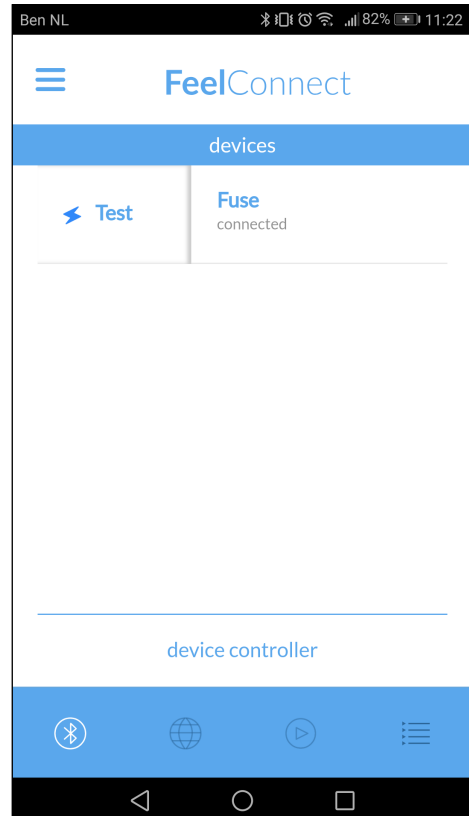 Ben NL 82% 11:22
FeelConnect
devices
Test
Fuse
connected
device controller